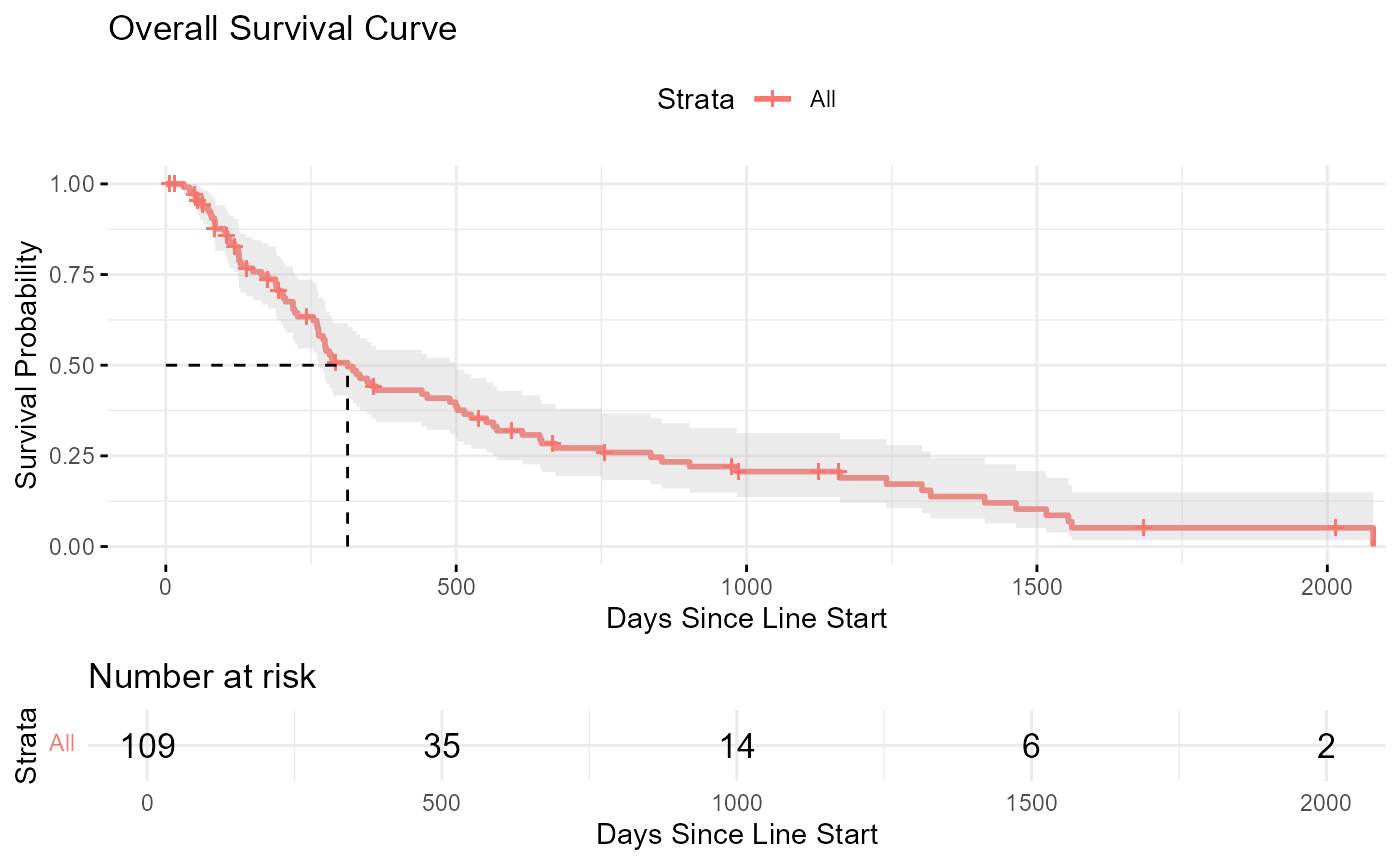 Overall Survival Curve
Strata All
1.00
0.75
0.50
0.25
0.00
Survival Probability
0 500 1000 1500 2000
Days Since Line Start
Number at risk
Strata
All 109 35 14 6 2
0 500 1000 1500 2000
Days Since Line Start